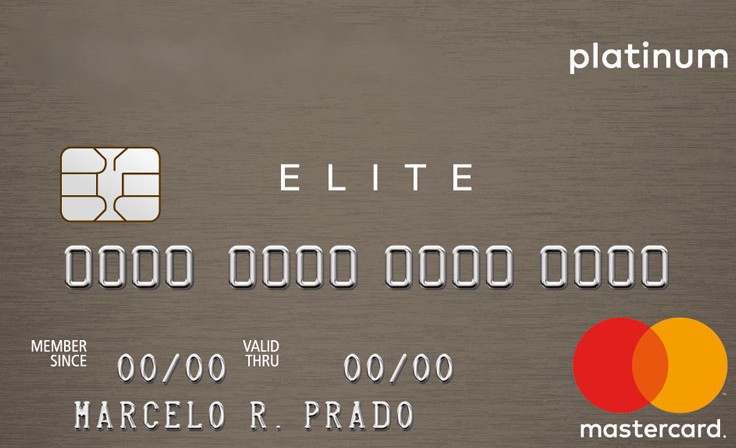 platinum
ELITE
0000 0000 0000 0000
MEMBER SINCE 00/00 VALID THRU 00/00
MARCELO R. PRADO
mastercard.